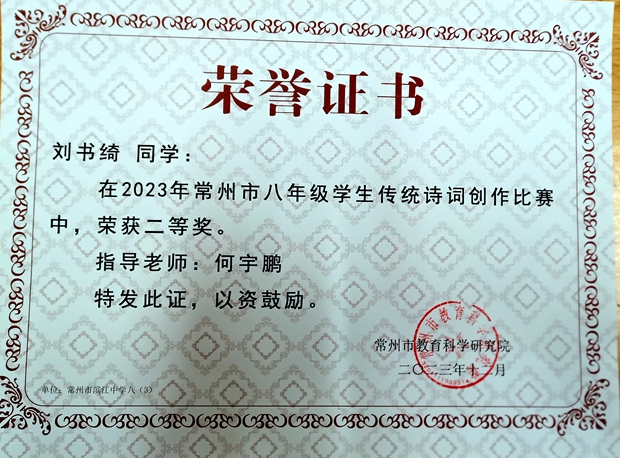 荣誉证书
刘书绮 同学：
在2023年常州市八年级学生传统诗词创作比赛
中，荣获二等奖。
指导老师：何宇鹏
特发此证，以资鼓励。
常州市教育科学研究院
二〇二三年十二月
单位：常州市滨江中学八（3）